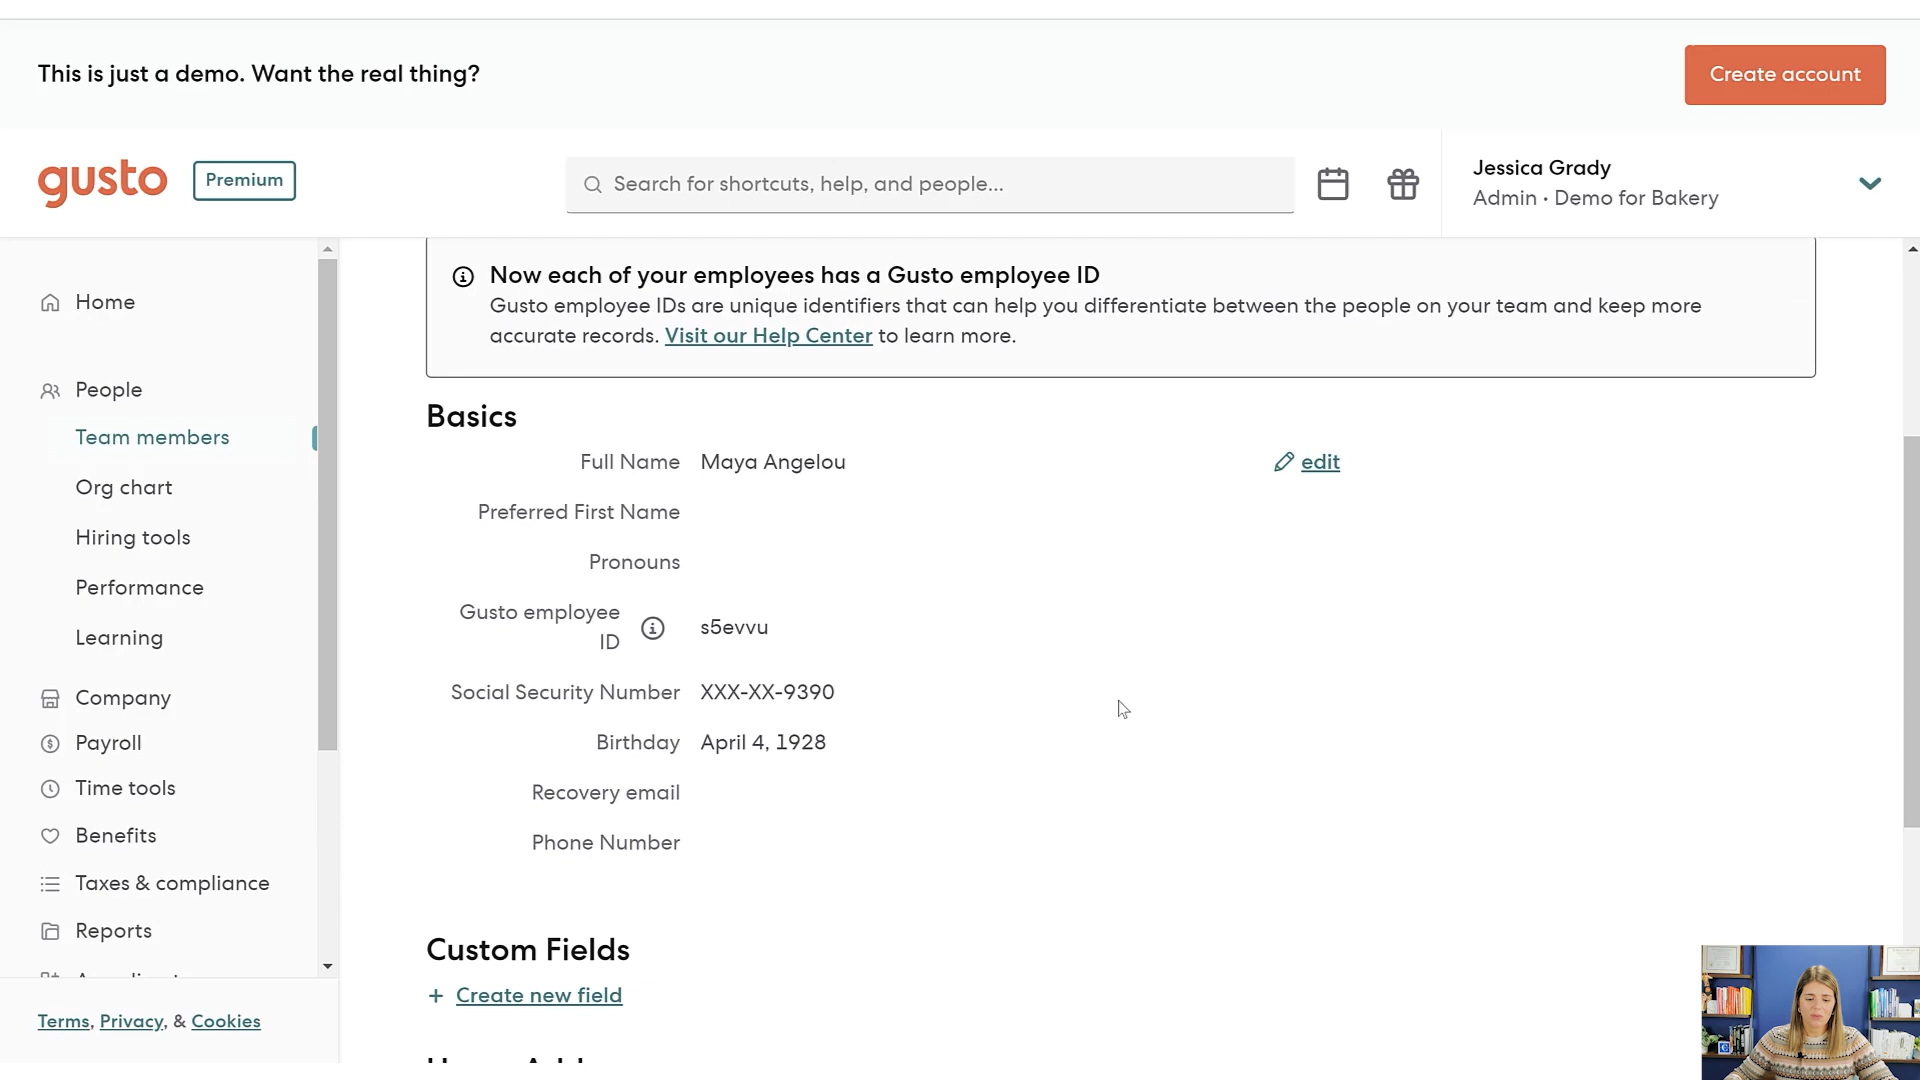 This is just a demo. Want the real thing?
Create account
gusto
Premium
Search for shortcuts, help, and people...
Jessica Grady
Admin • Demo for Bakery
Home
People
Team members
Org chart
Hiring tools
Performance
Learning
Company
Payroll
Time tools
Benefits
Taxes & compliance
Reports
Terms, Privacy, & Cookies
Now each of your employees has a Gusto employee ID
Gusto employee IDs are unique identifiers that can help you differentiate between the people on your team and keep more
accurate records. Visit our Help Center to learn more.
Basics
Full Name Maya Angelou
edit
Preferred First Name
Pronouns
Gusto employee
ID
s5evvu
Social Security Number XXX-XX-9390
Birthday April 4, 1928
Recovery email
Phone Number
Custom Fields
+ Create new field